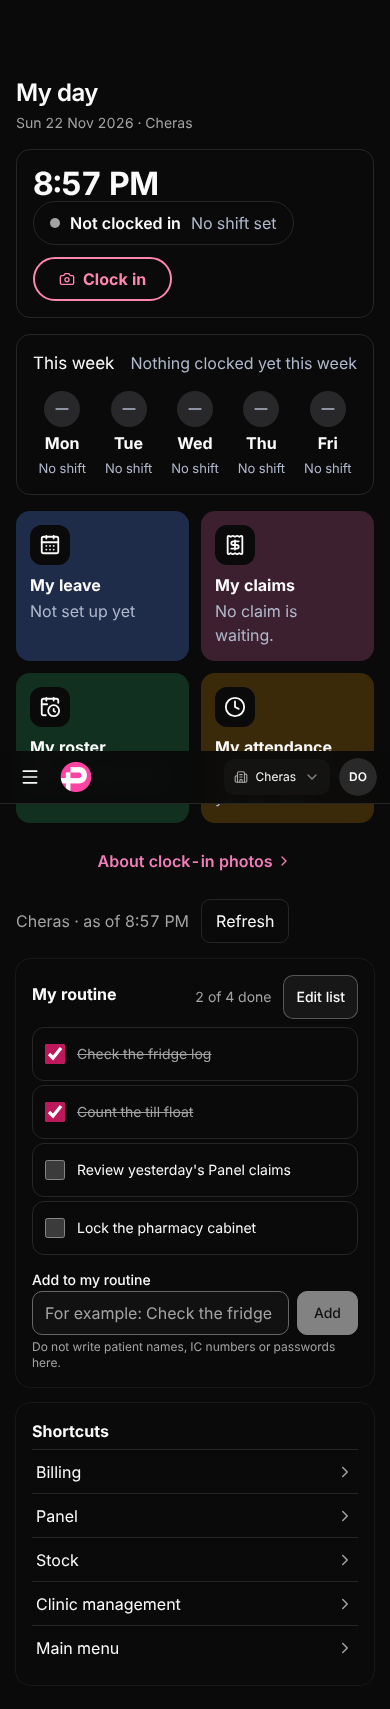 My day
Sun 22 Nov 2026 · Cheras
8:57 PM
Not clocked in No shift set
Clock in
This week Nothing clocked yet this week
Mon Tue Wed Thu Fri
No shift No shift No shift No shift No shift
My leave
Not set up yet
My claims
No claim is
waiting.
My roster
My attendance
Cheras
DO
About clock-in photos
Cheras · as of 8:57 PM Refresh
My routine 2 of 4 done Edit list
Check the fridge log
Count the till float
Review yesterday's Panel claims
Lock the pharmacy cabinet
Add to my routine
For example: Check the fridge Add
Do not write patient names, IC numbers or passwords
here.
Shortcuts
Billing
Panel
Stock
Clinic management
Main menu